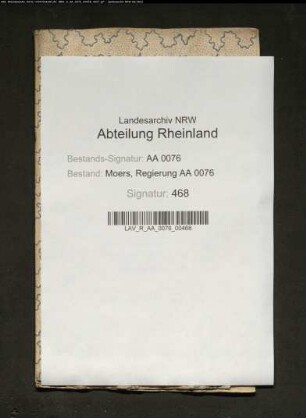 Landesarchiv NRW
Abteilung Rheinland
Bestands-Signatur: AA 0076
Bestand: Moers, Regierung AA 0076
Signatur: 468
LAV_R_AA_0076_00468